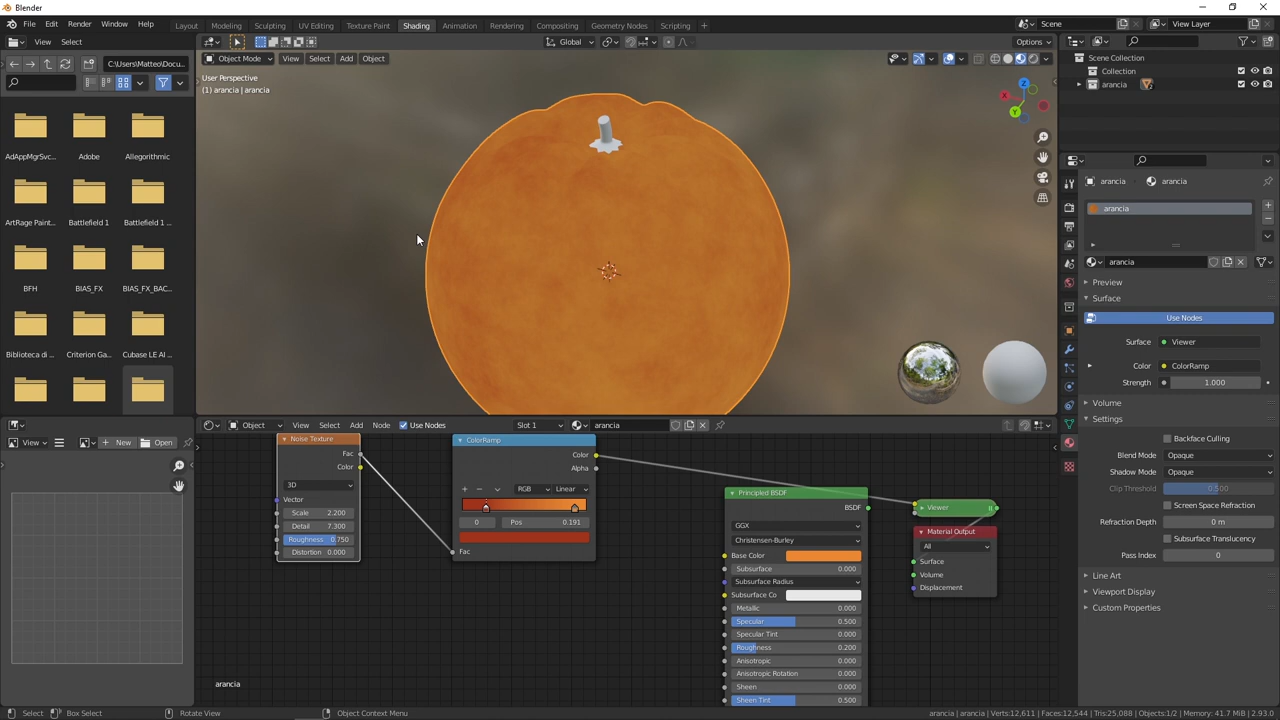 Blender
File Edit Render Window Help
Layout Modeling Sculpting UV Editing Texture Paint Shading Animation Rendering Compositing Geometry Nodes Scripting +
Scene
View Layer
View Select
Global
Options
C:\Users\Matteo\Docu...
Object Mode View Select Add Object
User Perspective
(1) arancia | arancia
AdAppMgrSvc... Adobe Allegorithmic
ArtRage Paint... Battlefield 1 Battlefield 1 ...
BFH BIAS_FX BIAS_FX_BAC...
Biblioteca di ... Criterion Ga... Cubase LE AI ...
X
Y
Z
Scene Collection
Collection
arancia
arancia arancia
arancia
arancia
Preview
Surface
Use Nodes
Surface Viewer
Color ColorRamp
Strength 1.000
Volume
Settings
Backface Culling
Blend Mode Opaque
Shadow Mode Opaque
Clip Threshold 0.500
Screen Space Refraction
Refraction Depth 0 m
Subsurface Translucency
Pass Index 0
Line Art
Viewport Display
Custom Properties
View New Open
Object View Select Add Node Use Nodes Slot 1 arancia
Noise Texture
Fac
Color
3D
Vector
Scale 2.200
Detail 7.300
Roughness 0.750
Distortion 0.000
ColorRamp
Color
Alpha
+ − RGB Linear
0 Pos 0.191
Fac
Principled BSDF
BSDF
GGX
Christensen-Burley
Base Color
Subsurface 0.000
Subsurface Radius
Subsurface Co
Metallic 0.000
Specular 0.500
Specular Tint 0.000
Roughness 0.200
Anisotropic 0.000
Anisotropic Rotation 0.000
Sheen 0.000
Sheen Tint 0.500
Viewer
Material Output
All
Surface
Volume
Displacement
arancia
Select Box Select Rotate View Object Context Menu
arancia | arancia | Verts:12,611 | Faces:12,544 | Tris:25,088 | Objects:1/2 | Memory: 41.7 MiB | 2.93.0